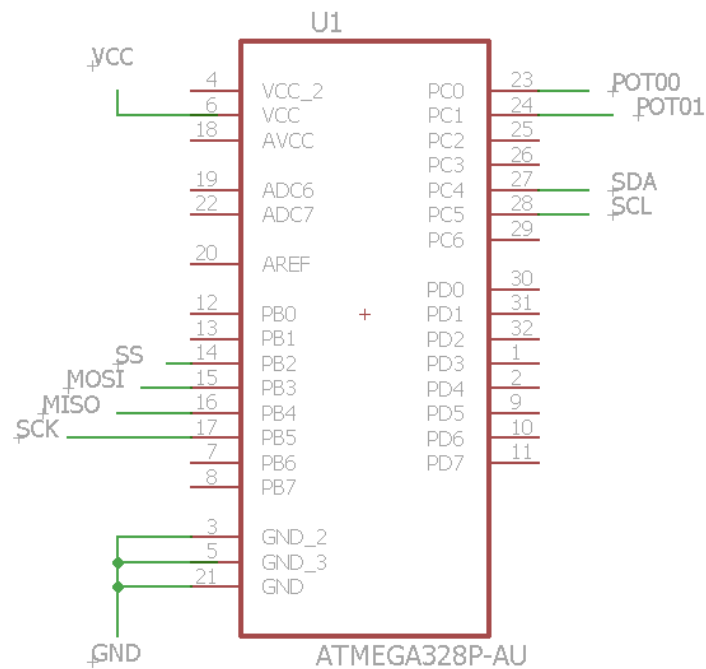 U1
VCC
4 VCC_2 PC0 23 POT00
6 VCC PC1 24 POT01
18 AVCC PC2 25
PC3 26
19 ADC6 PC4 27 SDA
22 ADC7 PC5 28 SCL
PC6 29
20 AREF
PD0 30
12 PB0 PD1 31
13 PB1 PD2 32
SS 14 PB2 PD3 1
MOSI 15 PB3 PD4 2
MISO 16 PB4 PD5 9
SCK 17 PB5 PD6 10
7 PB6 PD7 11
8 PB7
3 GND_2
5 GND_3
21 GND
GND
ATMEGA328P-AU